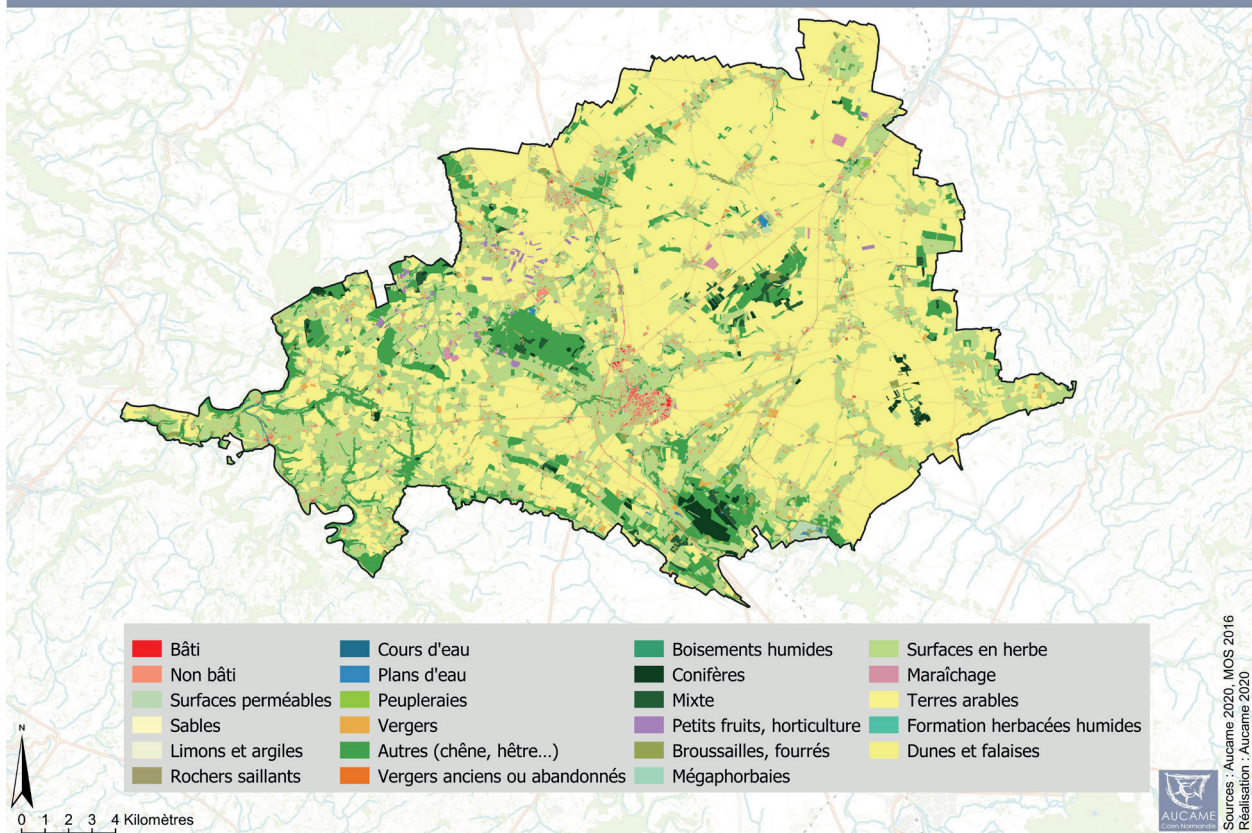 Bâti
Non bâti
Surfaces perméables
Sables
Limons et argiles
Rochers saillants
Cours d'eau
Plans d'eau
Peupleraies
Vergers
Autres (chêne, hêtre...)
Vergers anciens ou abandonnés
Boisements humides
Conifères
Mixte
Petits fruits, horticulture
Broussailles, fourrés
Mégaphorbaies
Surfaces en herbe
Maraîchage
Terres arables
Formation herbacées humides
Dunes et falaises
N
0 1 2 3 4 Kilomètres
AUCAME
Caen Normandie
Sources : Aucame 2020, MOS 2016
Réalisation : Aucame 2020